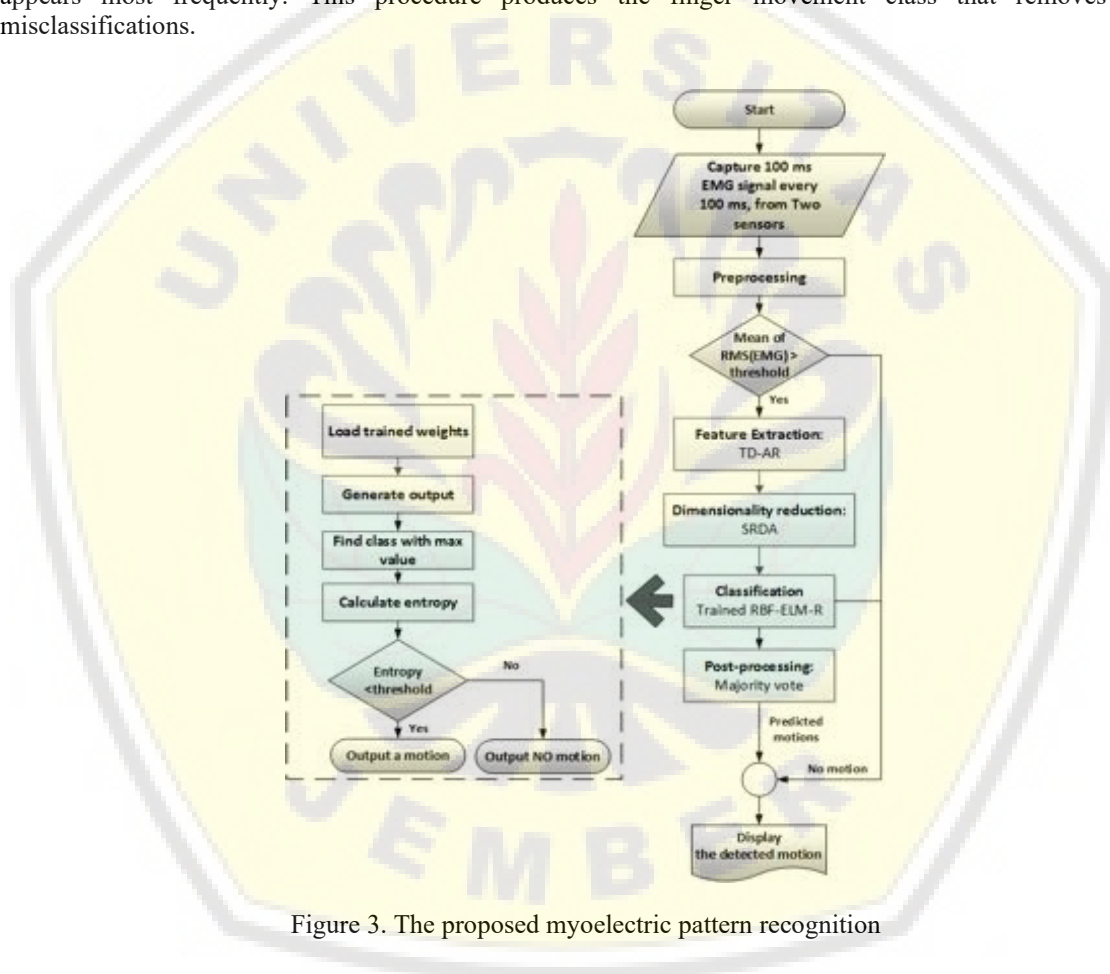 appears most frequently. This procedure produces the finger movement class that removes
misclassifications.
UNIVERSITAS
JEMBER
Start
Capture 100 ms
EMG signal every
100 ms, from Two
sensors
Preprocessing
Mean of
RMS(EMG) >
threshold
Yes
Feature Extraction:
TD-AR
Dimensionality reduction:
SRDA
Classification
Trained RBF-ELM-R
Post-processing:
Majority vote
Predicted
motions
No motion
Display
the detected motion
Load trained weights
Generate output
Find class with max
value
Calculate entropy
Entropy
<threshold
No
Yes
Output a motion
Output NO motion
Figure 3. The proposed myoelectric pattern recognition